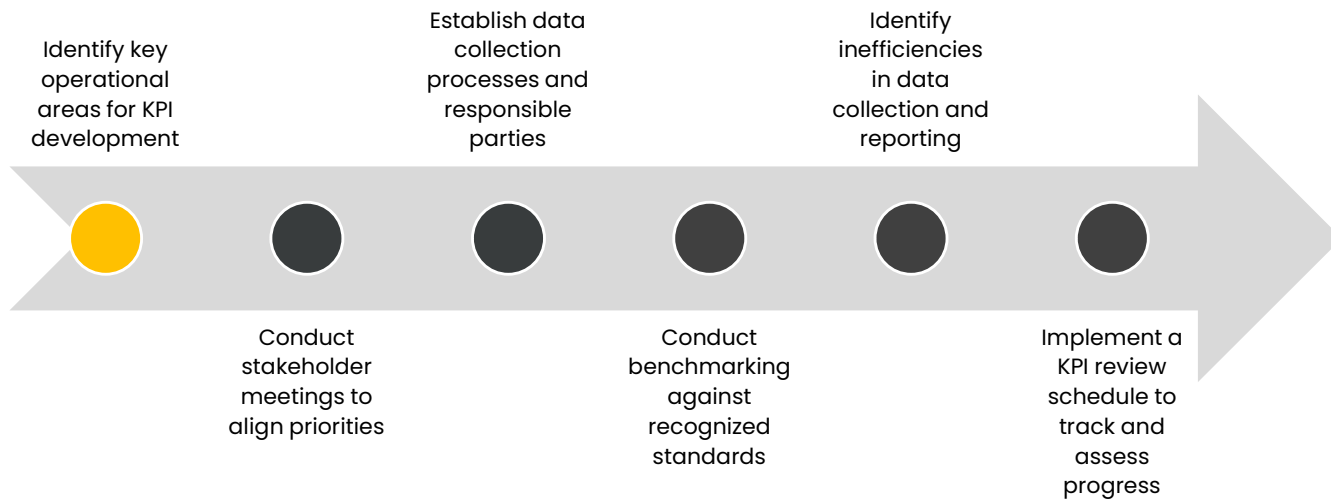 Identify key
operational
areas for KPI
development
Conduct
stakeholder
meetings to
align priorities
Establish data
collection
processes and
responsible
parties
Conduct
benchmarking
against
recognized
standards
Identify
inefficiencies
in data
collection and
reporting
Implement a
KPI review
schedule to
track and
assess
progress